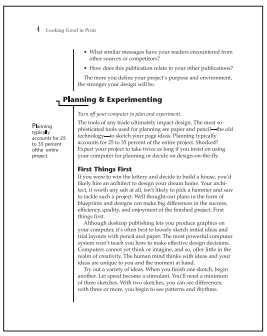 4 Looking Good in Print
• What similar messages have your readers encountered from
other sources or competitors?
• How does this publication relate to your other publications?
The more you define your project's purpose and environment,
the stronger your design will be.
Planning & Experimenting
Turn off your computer to plan and experiment.
The tools of any trade ultimately impact design. The most so-
phisticated tools used for planning are paper and pencil—the old
technology—to sketch your page ideas. Planning typically
accounts for 25 to 35 percent of the entire project. Shocked?
Expect your project to take twice as long if you insist on using
your computer for planning or decide on design-on-the-fly.
Planning
typically
accounts for 25
to 35 percent
of the entire
project.
First Things First
If you were to win the lottery and decide to build a house, you'd
likely hire an architect to design your dream home. Your archi-
tect, if worth any salt at all, isn't likely to pick a hammer and saw
to tackle such a project. Well thought-out plans in the form of
blueprints and designs can make big differences in the success,
efficiency, quality, and enjoyment of the finished project. First
things first.
Although desktop publishing lets you produce graphics on
your computer, it's often best to loosely sketch initial ideas and
trial layouts with pencil and paper. The most powerful computer
system won't teach you how to make effective design decisions.
Computers cannot yet think or imagine, and so, offer little in the
realm of creativity. The human mind thinks with ideas and your
ideas are unique to you and the moment at hand.
Try out a variety of ideas. When you finish one sketch, begin
another. Let speed become a stimulant. You'll need a minimum
of three sketches. With two sketches, you can see differences;
with three or more, you begin to see patterns and rhythms.